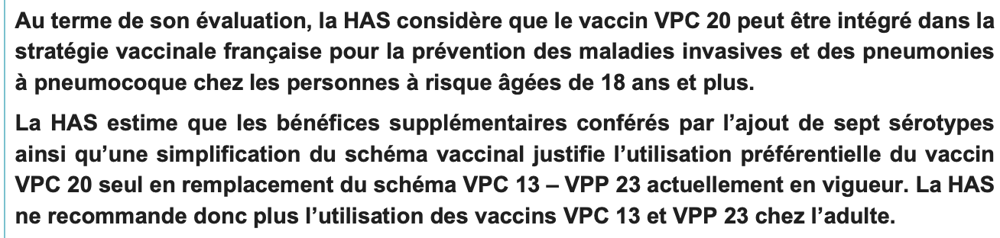 Au terme de son évaluation, la HAS considère que le vaccin VPC 20 peut être intégré dans la
stratégie vaccinale française pour la prévention des maladies invasives et des pneumonies
à pneumocoque chez les personnes à risque âgées de 18 ans et plus.
La HAS estime que les bénéfices supplémentaires conférés par l’ajout de sept sérotypes
ainsi qu’une simplification du schéma vaccinal justifie l’utilisation préférentielle du vaccin
VPC 20 seul en remplacement du schéma VPC 13 – VPP 23 actuellement en vigueur. La HAS
ne recommande donc plus l’utilisation des vaccins VPC 13 et VPP 23 chez l’adulte.